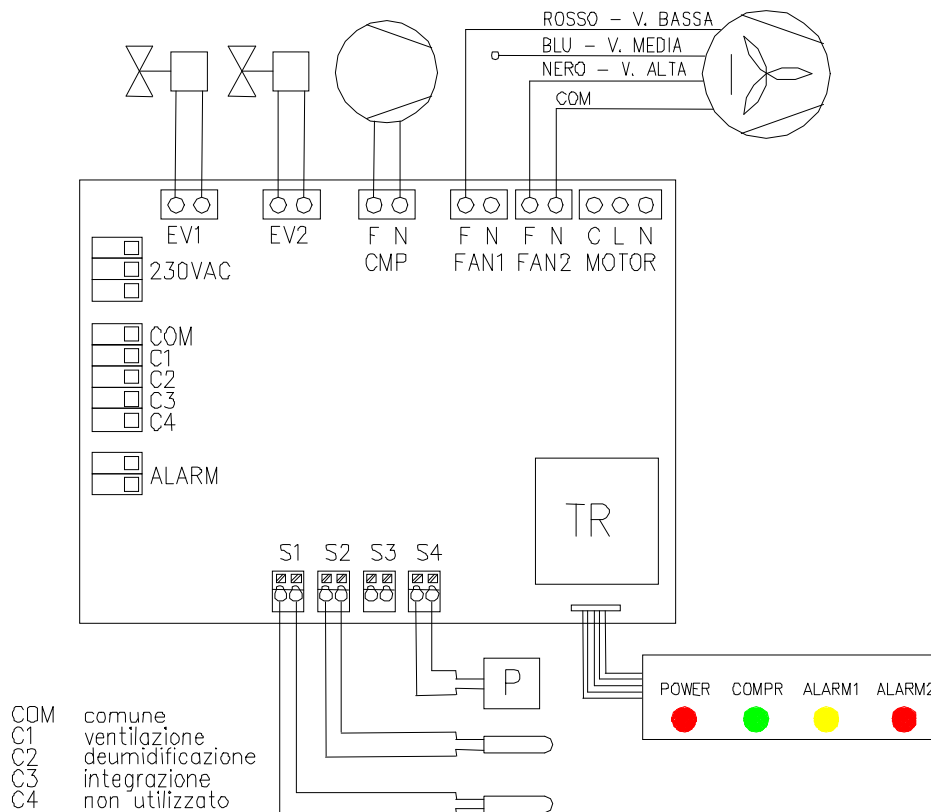 ROSSO – V. BASSA
BLU – V. MEDIA
NERO – V. ALTA
COM
EV1
EV2
F N
CMP
F N
FAN1
F N
FAN2
C L N
MOTOR
230VAC
COM
C1
C2
C3
C4
ALARM
TR
S1
S2
S3
S4
P
POWER
COMPR
ALARM1
ALARM2
COM comune
C1 ventilazione
C2 deumidificazione
C3 integrazione
C4 non utilizzato